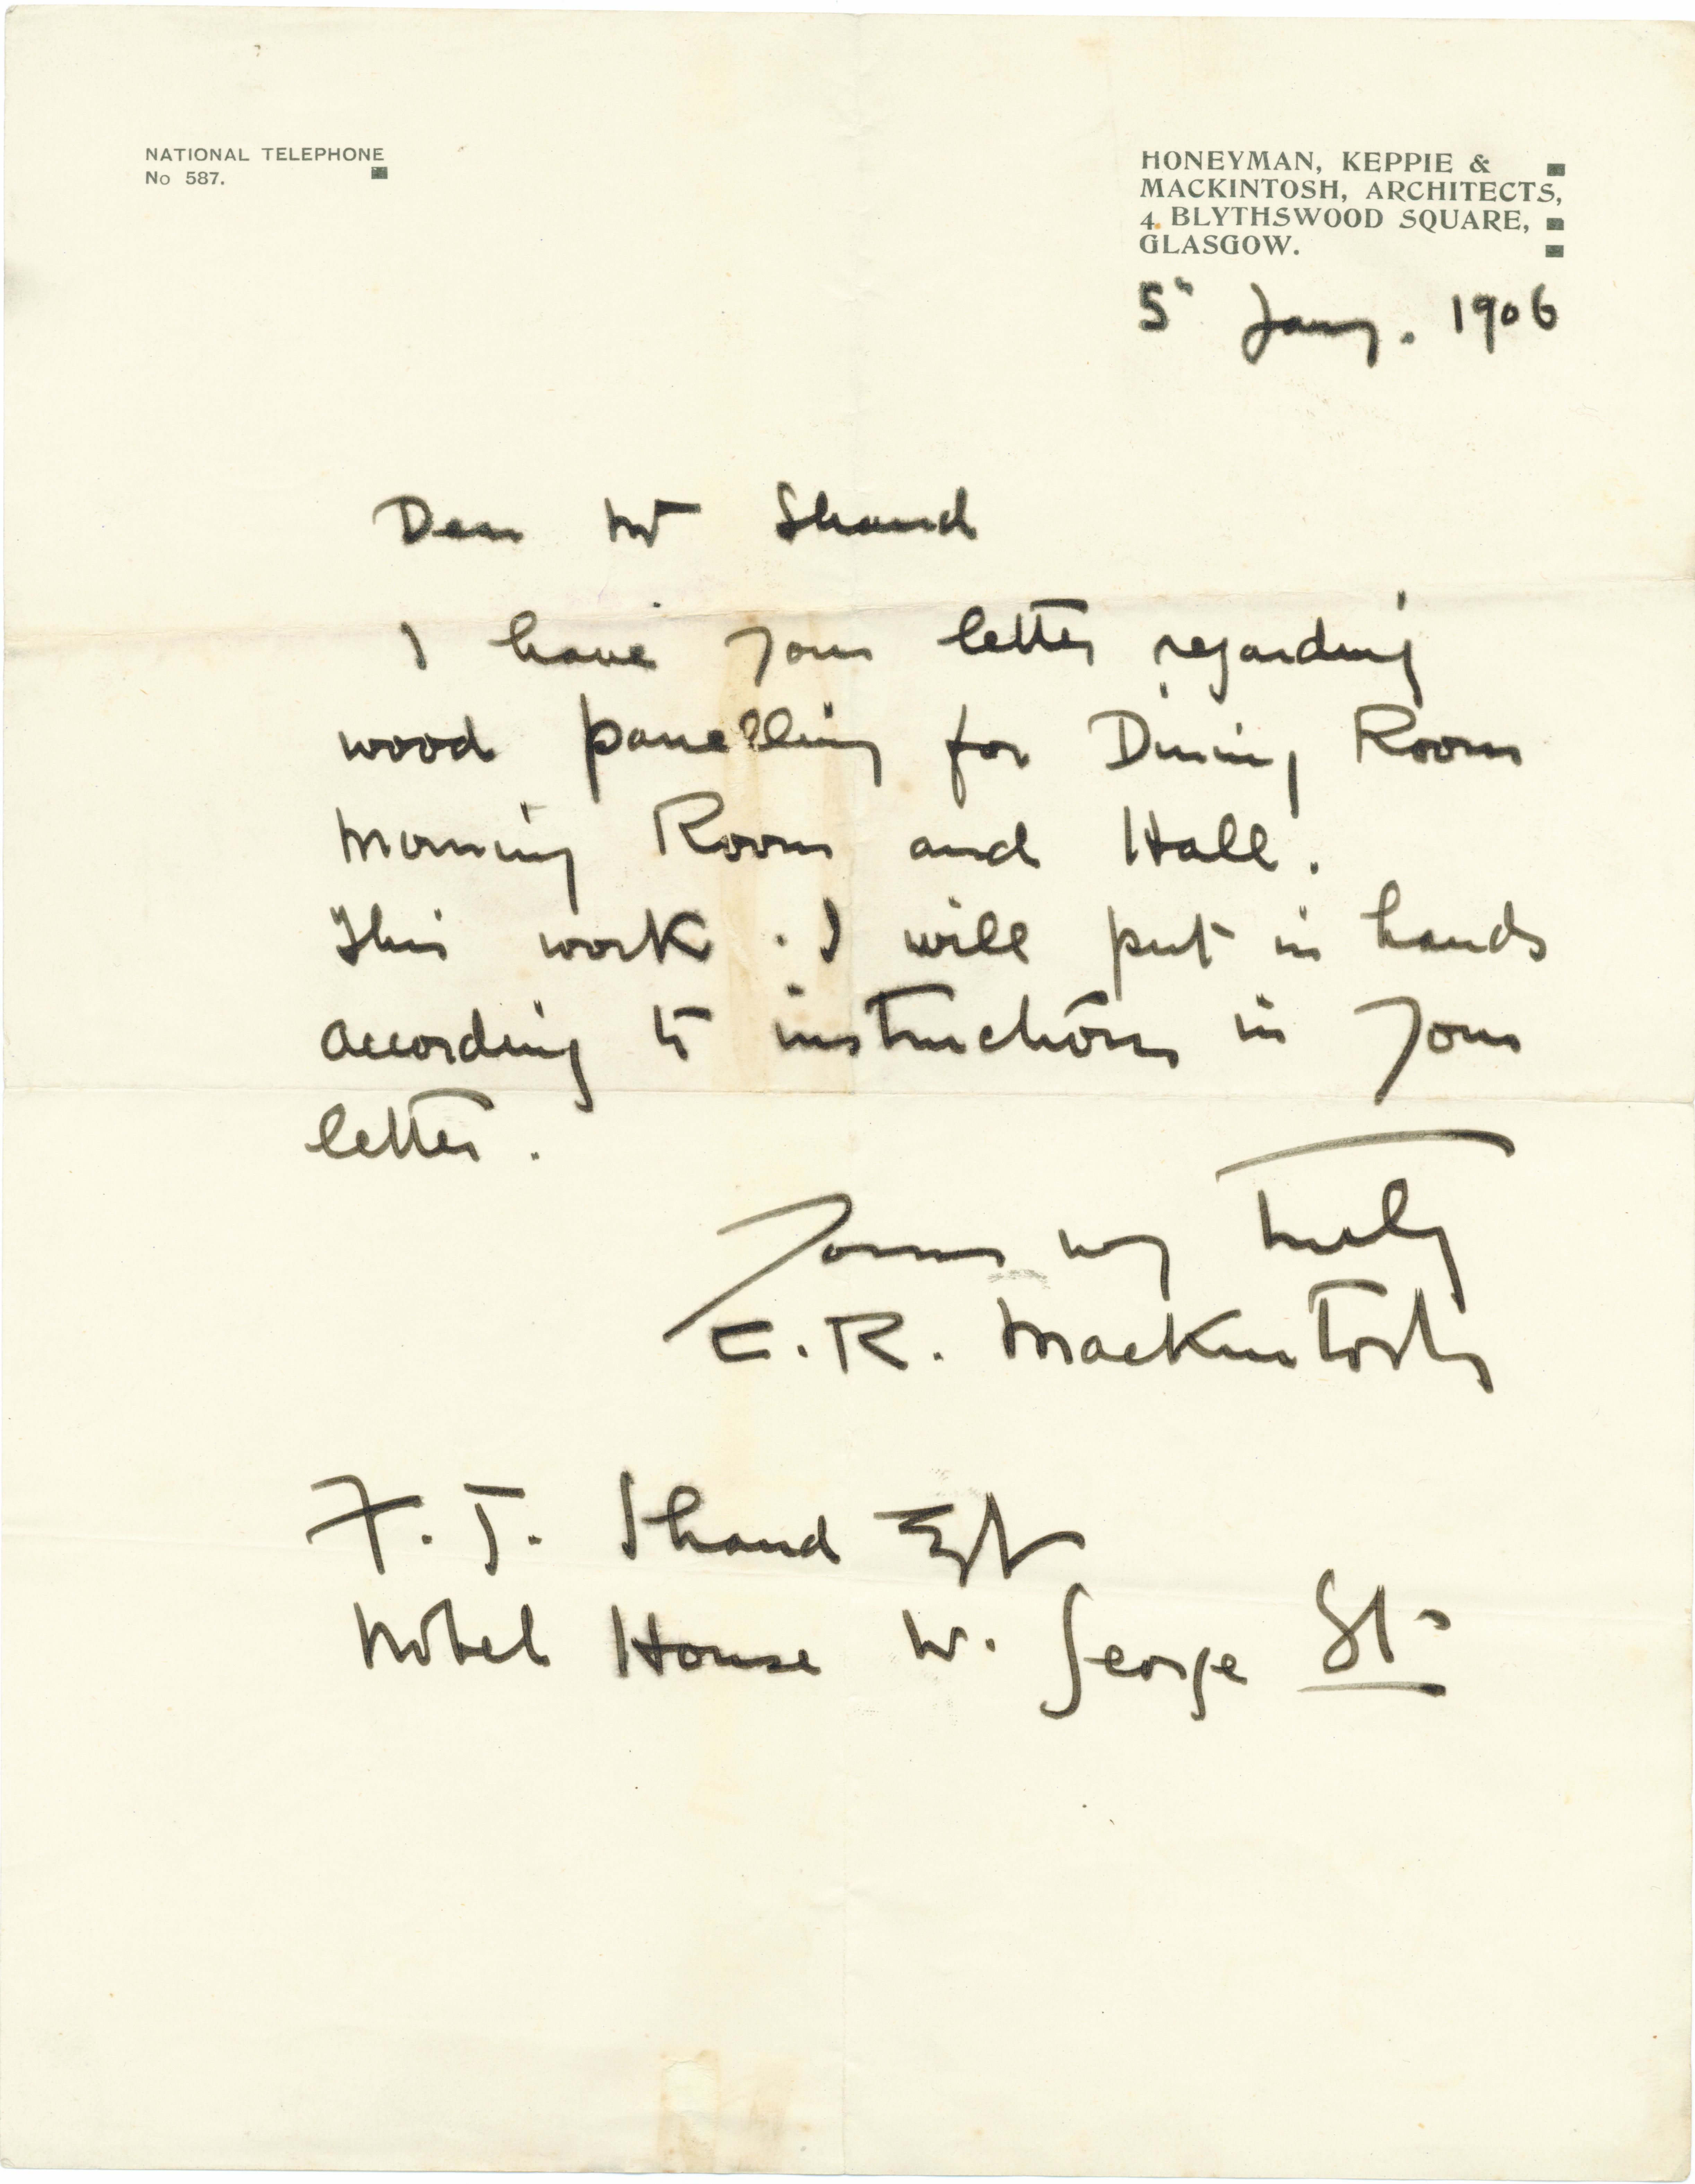 NATIONAL TELEPHONE
No 587.
HONEYMAN, KEPPIE &
MACKINTOSH, ARCHITECTS,
4 BLYTHSWOOD SQUARE,
GLASGOW.
5th Jany. 1906
Dear Mr Shand
I have your letter regarding
wood panelling for Dining Room
Morning Room and Hall.
This work . I will put in hands
according to instructions in your
letter.
Yours very truly
C. R. Mackintosh
F. J. Shand Esqr
Nobel House W. George St.